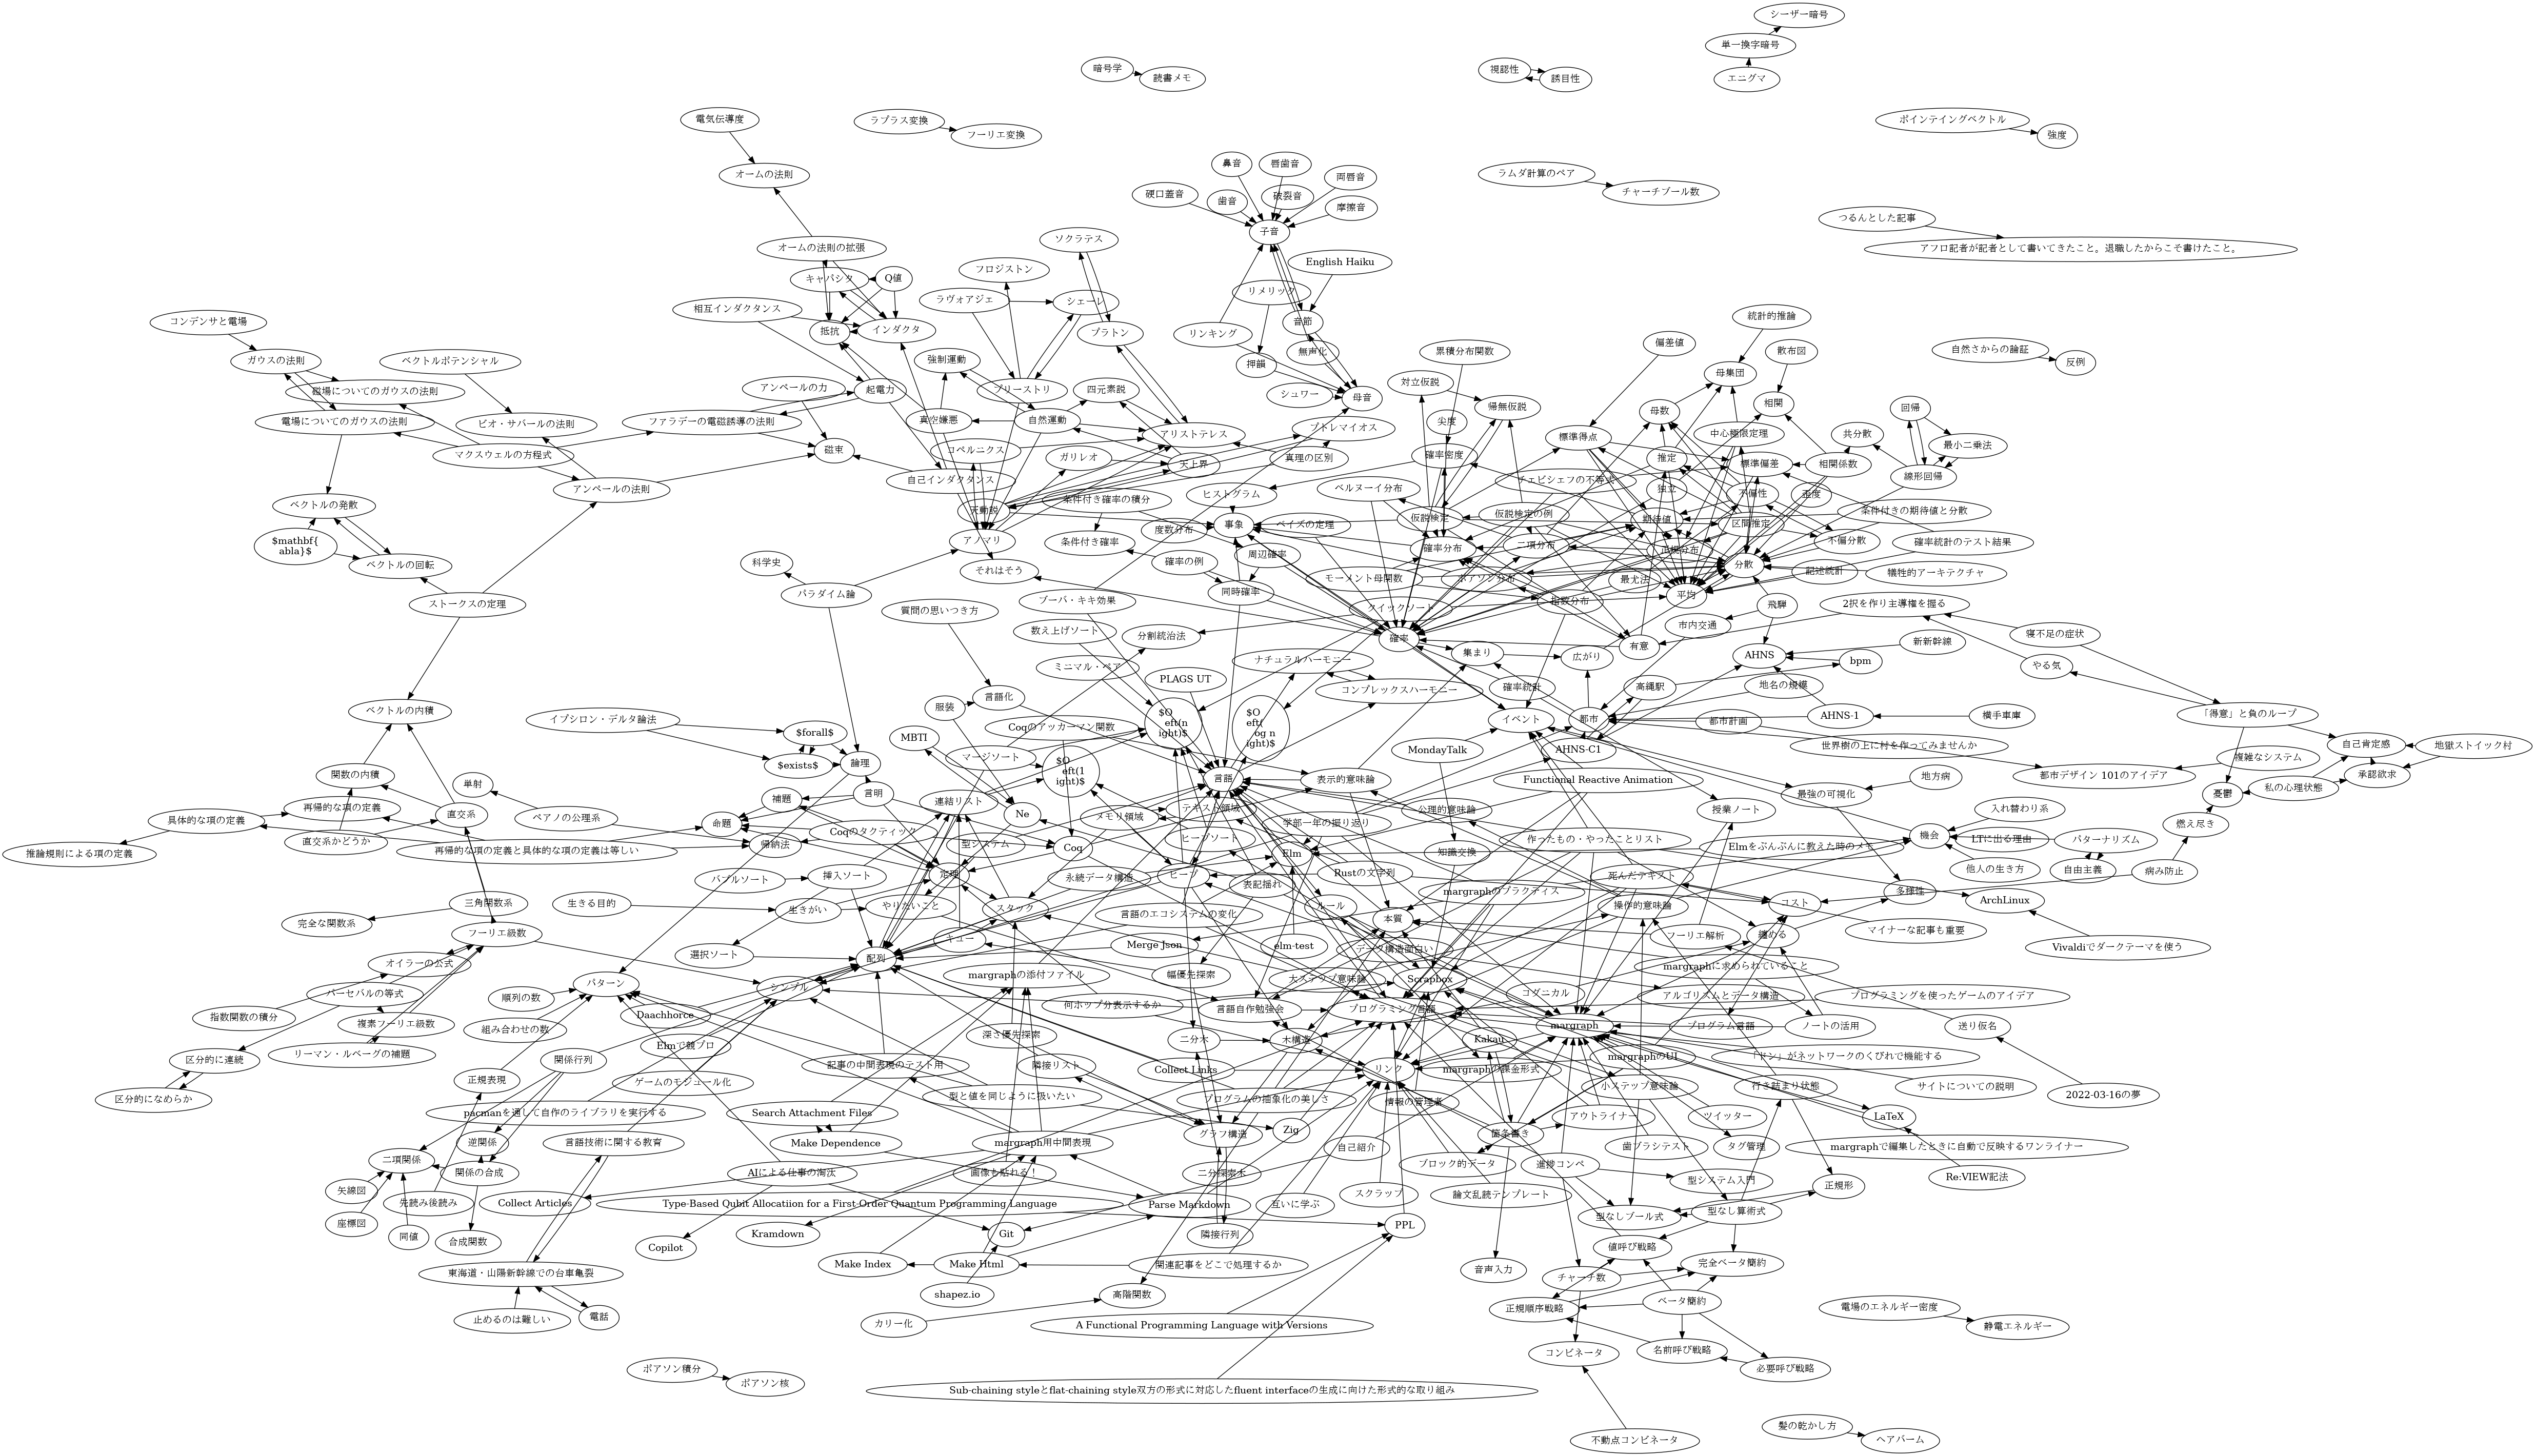 シーザー暗号
単一換字暗号
エニグマ
暗号学
読書メモ
視認性
誘目性
電気伝導度
ラプラス変換
フーリエ変換
ポインテイングベクトル
強度
オームの法則
鼻音
唇歯音
硬口蓋音
歯音
破裂音
両唇音
摩擦音
子音
ラムダ計算のペア
チャーチブール数
つるんとした記事
アフロ記者が記者として書いてきたこと。退職したからこそ書けたこと。
オームの法則の拡張
キャパシタ
Q値
ソクラテス
フロジストン
English Haiku
リメリック
相互インダクタンス
抵抗
インダクタ
ラヴォアジェ
シェーレ
プラトン
リンキング
音節
無声化
押韻
シュワー
母音
統計的推論
コンデンサと電場
ガウスの法則
ベクトルポテンシャル
磁場についてのガウスの法則
電場についてのガウスの法則
ビオ・サバールの法則
マクスウェルの方程式
アンペールの力
起電力
ファラデーの電磁誘導の法則
磁束
強制運動
プリーストリ
四元素説
真空嫌悪
自然運動
アリストテレス
プトレマイオス
コペルニクス
ガリレオ
天上界
真理の区別
自己インダクタンス
天動説
条件付き確率の積分
累積分布関数
対立仮説
帰無仮説
尖度
確率密度
偏差値
母集団
散布図
母数
相関
標準得点
中心極限定理
推定
標準偏差
相関係数
共分散
回帰
最小二乗法
線形回帰
自然さからの論証
反例
アンペールの法則
ベクトルの発散
$mathbf{
abla}$
ベクトルの回転
アノマリ
ヒストグラム
度数分布
事象
ベイズの定理
ベルヌーイ分布
仮説検定
仮説検定の例
チェビシェフの不等式
独立
不偏性
歪度
期待値
区間推定
条件付きの期待値と分散
不偏分散
条件付き確率
それはそう
確率の例
周辺確率
同時確率
確率分布
二項分布
モーメント母関数
ポアソン分布
最尤法
分散
記述統計
確率統計のテスト結果
犠牲的アーキテクチャ
科学史
パラダイム論
ストークスの定理
ブーバ・キキ効果
数え上げソート
分割統治法
クイックソート
指数分布
平均
飛騨
市内交通
2択を作り主導権を握る
寝不足の症状
質問の思いつき方
言語化
ミニマル・ペア
PLAGS UT
ナチュラルハーモニー
コンプレックスハーモニー
確率
集まり
有意
広がり
AHNS
新新幹線
bpm
やる気
確率統計
高縄駅
地名の規模
ベクトルの内積
イプシロン・デルタ論法
$forall$
$exists$
論理
服装
MBTI
Coqのアッカーマン関数
マージソート
$O
eft(n
ight)$
$O
eft(
og n
ight)$
$O
eft(1
ight)$
イベント
都市
都市計画
AHNS-1
横手車庫
「得意」と負のループ
世界樹の上に村を作ってみませんか
自己肯定感
地獄ストイック村
MondayTalk
AHNS-C1
関数の内積
単射
再帰的な項の定義
直交系
補題
言明
連結リスト
言語
表示的意味論
Functional Reactive Animation
最強の可視化
地方病
都市デザイン 101のアイデア
複雑なシステム
憂鬱
私の心理状態
承認欲求
具体的な項の定義
推論規則による項の定義
直交系かどうか
ペアノの公理系
命題
帰納法
再帰的な項の定義と具体的な項の定義は等しい
Coqのタクティック
型システム
Ne
Coq
メモリ領域
テキスト領域
ヒープソート
学部一年の振り返り
公理的意味論
授業ノート
入れ替わり系
機会
LTに出る理由
パターナリズム
燃え尽き
知識交換
作ったもの・やったことリスト
Elmをぶんぶんに教えた時のメモ
Elm
バブルソート
挿入ソート
定理
永続データ構造
ヒープ
表記揺れ
Rustの文字列
margraphのプラクティス
死んだテキスト
多様性
他人の生き方
自由主義
病み防止
三角関数系
完全な関数系
生きる目的
生きがい
やりたいこと
スタック
言語のエコシステムの変化
ルール
本質
操作的意味論
コスト
ArchLinux
マイナーな記事も重要
Vivaldiでダークテーマを使う
フーリエ級数
選択ソート
キュー
配列
Merge Json
elm-test
データ構造面白い
フーリエ解析
纏める
オイラーの公式
パーセバルの等式
パターン
シンプル
margraphの添付ファイル
幅優先探索
大ステップ意味論
Scrapbox
margraphに求められていること
順列の数
何ホップ分表示するか
言語自作勉強会
プログラミング言語
コグニカル
アルゴリズムとデータ構造
プログラミングを使ったゲームのアイデア
指数関数の積分
組み合わせの数
Daachhorce
複素フーリエ級数
深さ優先探索
二分木
木構造
Kakau
margraph
プログラム言語
ノートの活用
送り仮名
リーマン・ルベーグの補題
区分的に連続
関係行列
Elmで競プロ
記事の中間表現のテスト用
隣接リスト
Collect Links
リンク
margraphの課金形式
margraphのUI
「ドン」がネットワークのくびれで機能する
区分的になめらか
正規表現
ゲームのモジュール化
型と値を同じように扱いたい
プログラムの抽象化の美しさ
情報の管理者
小ステップ意味論
行き詰まり状態
サイトについての説明
2022-03-16の夢
pacmanを通して自作のライブラリを実行する
Search Attachment Files
アウトライナー
ツイッター
LaTeX
逆関係
言語技術に関する教育
Make Dependence
margraph用中間表現
グラフ構造
Zig
自己紹介
箇条書き
歯ブラシテスト
タグ管理
margraphで編集したときに自動で反映するワンライナー
二項関係
関係の合成
AIによる仕事の淘汰
画像も貼れる！
二分探索木
ブロック的データ
進捗コンペ
型システム入門
正規形
Re:VIEW記法
矢線図
先読み後読み
Collect Articles
Type-Based Qubit Allocatiion for a First-Order Quantum Programming Language
Parse Markdown
互いに学ぶ
スクラップ
論文乱読テンプレート
座標図
同値
合成関数
Copilot
Kramdown
Git
隣接行列
PPL
型なしブール式
型なし算術式
値呼び戦略
東海道・山陽新幹線での台車亀裂
Make Index
Make Html
関連記事をどこで処理するか
音声入力
チャーチ数
完全ベータ簡約
止めるのは難しい
電話
shapez.io
高階関数
正規順序戦略
ベータ簡約
電場のエネルギー密度
静電エネルギー
カリー化
A Functional Programming Language with Versions
コンビネータ
名前呼び戦略
必要呼び戦略
ポアソン積分
ポアソン核
Sub-chaining styleとflat-chaining style双方の形式に対応したfluent interfaceの生成に向けた形式的な取り組み
不動点コンビネータ
髪の乾かし方
ヘアバーム